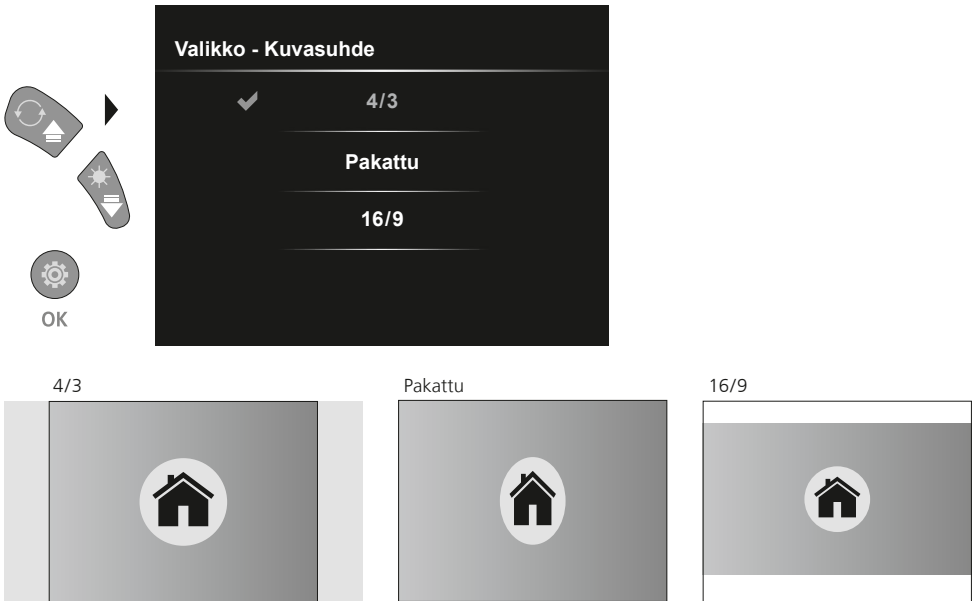 Valikko - Kuvasuhde
4/3
Pakattu
16/9
OK
4/3 Pakattu 16/9